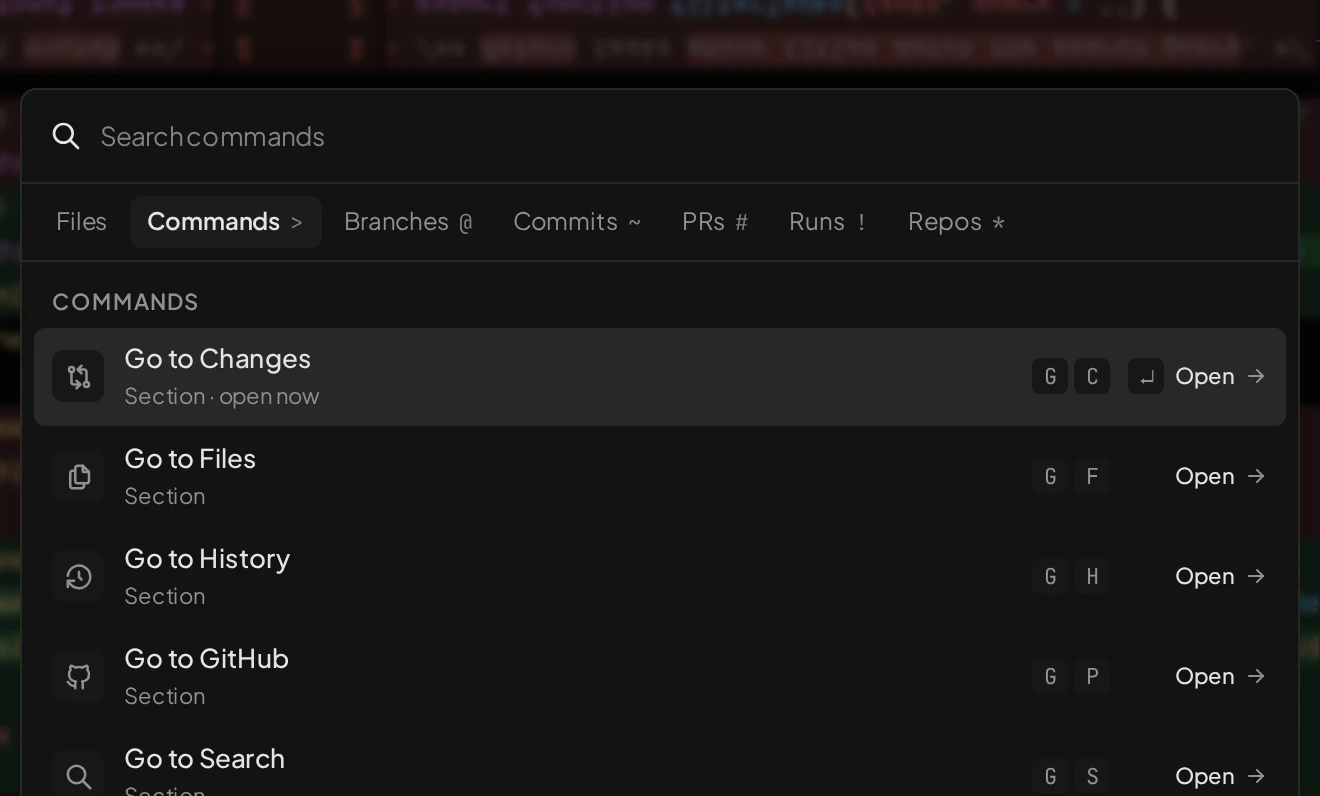 Search commands
Files Commands > Branches @ Commits ~ PRs # Runs ! Repos *
COMMANDS
Go to Changes
Section · open now
G C ↵ Open →
Go to Files
Section
G F Open →
Go to History
Section
G H Open →
Go to GitHub
Section
G P Open →
Go to Search
Section
G S Open →